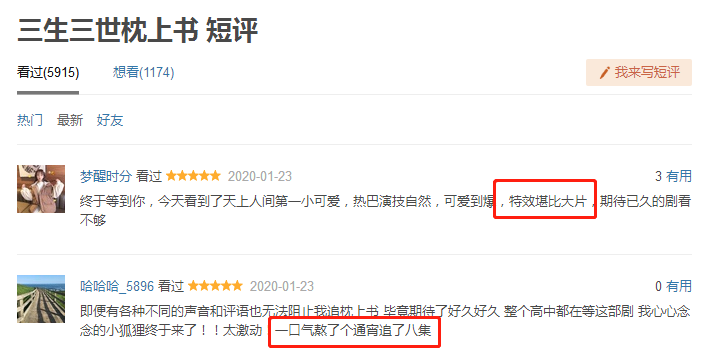 三生三世枕上书 短评
看过(5915) 想看(1174) 我来写短评
热门 最新 好友
梦醒时分 看过 2020-01-23 3 有用
终于等到你，今天看到了天上人间第一小可爱，热巴演技自然，可爱到爆，特效堪比大片，期待已久的剧看
不够
哈哈哈_5896 看过 2020-01-23 0 有用
即便有各种不同的声音和评语也无法阻止我追枕上书 毕竟期待了好久好久 整个高中都在等这部剧 我心心念
念的小狐狸终于来了！！太激动 一口气熬了个通宵追了八集